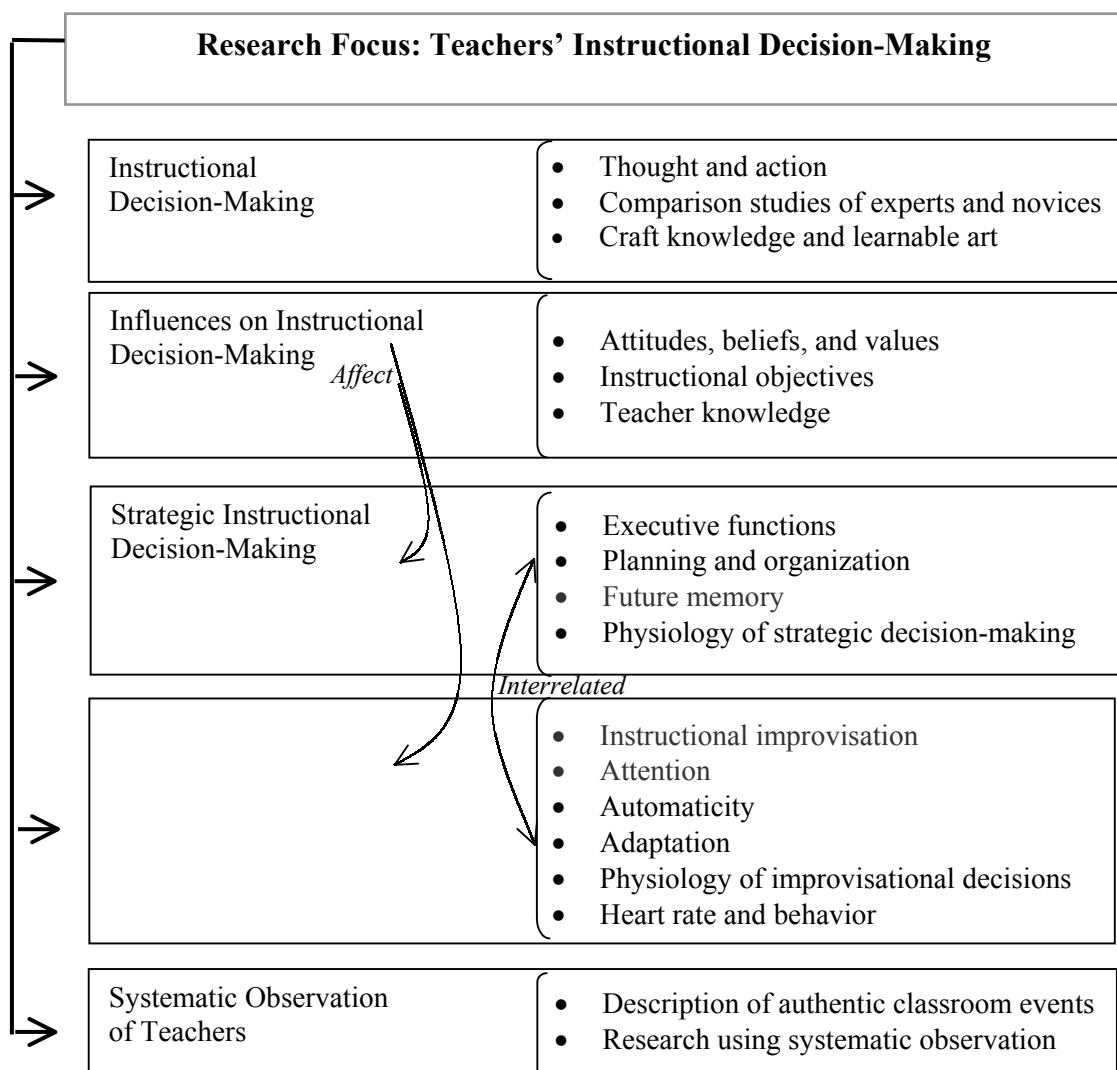 Research Focus: Teachers’ Instructional Decision-Making
Instructional
Decision-Making
• Thought and action
• Comparison studies of experts and novices
• Craft knowledge and learnable art
Influences on Instructional
Decision-Making
Affect
• Attitudes, beliefs, and values
• Instructional objectives
• Teacher knowledge
Strategic Instructional
Decision-Making
• Executive functions
• Planning and organization
• Future memory
• Physiology of strategic decision-making
Interrelated
• Instructional improvisation
• Attention
• Automaticity
• Adaptation
• Physiology of improvisational decisions
• Heart rate and behavior
Systematic Observation
of Teachers
• Description of authentic classroom events
• Research using systematic observation